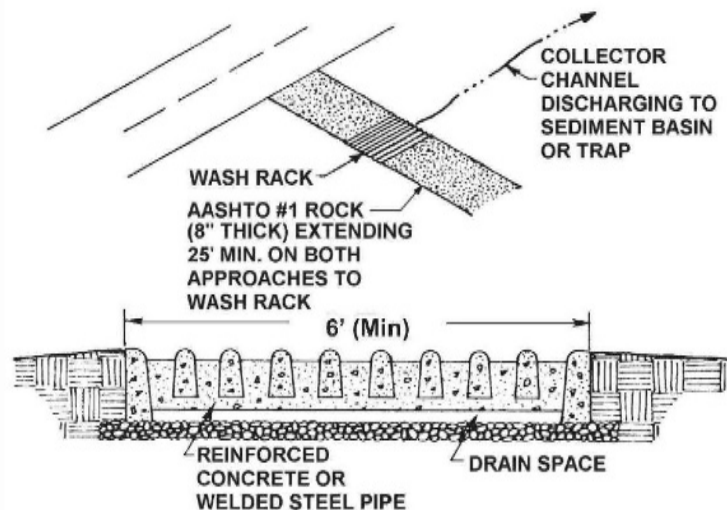 COLLECTOR
CHANNEL
DISCHARGING TO
SEDIMENT BASIN
OR TRAP
WASH RACK
AASHTO #1 ROCK
(8" THICK) EXTENDING
25' MIN. ON BOTH
APPROACHES TO
WASH RACK
6' (Min)
REINFORCED
CONCRETE OR
WELDED STEEL PIPE
DRAIN SPACE